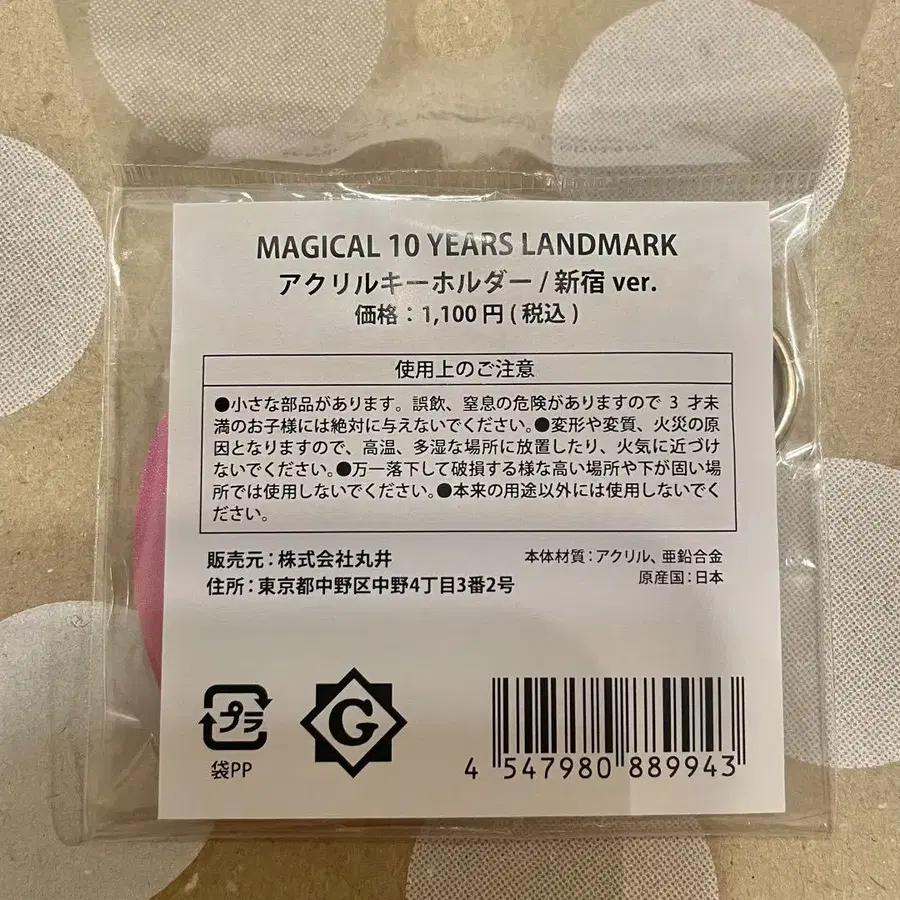 MAGICAL 10 YEARS LANDMARK
アクリルキーホルダー / 新宿 ver.
価格：1,100円(税込)
使用上のご注意
●小さな部品があります。誤飲、窒息の危険がありますので 3 才未
満のお子様には絶対に与えないでください。●変形や変質、火災の原
因となりますので、高温、多湿な場所に放置したり、火気に近づけ
ないでください。●万一落下して破損する様な高い場所や下が固い場
所では使用しないでください。●本来の用途以外には使用しないでく
ださい。
販売元：株式会社丸井
住所：東京都中野区中野4丁目3番2号
本体材質：アクリル、亜鉛合金
原産国：日本
プラ
袋PP
G
4 547980 889943